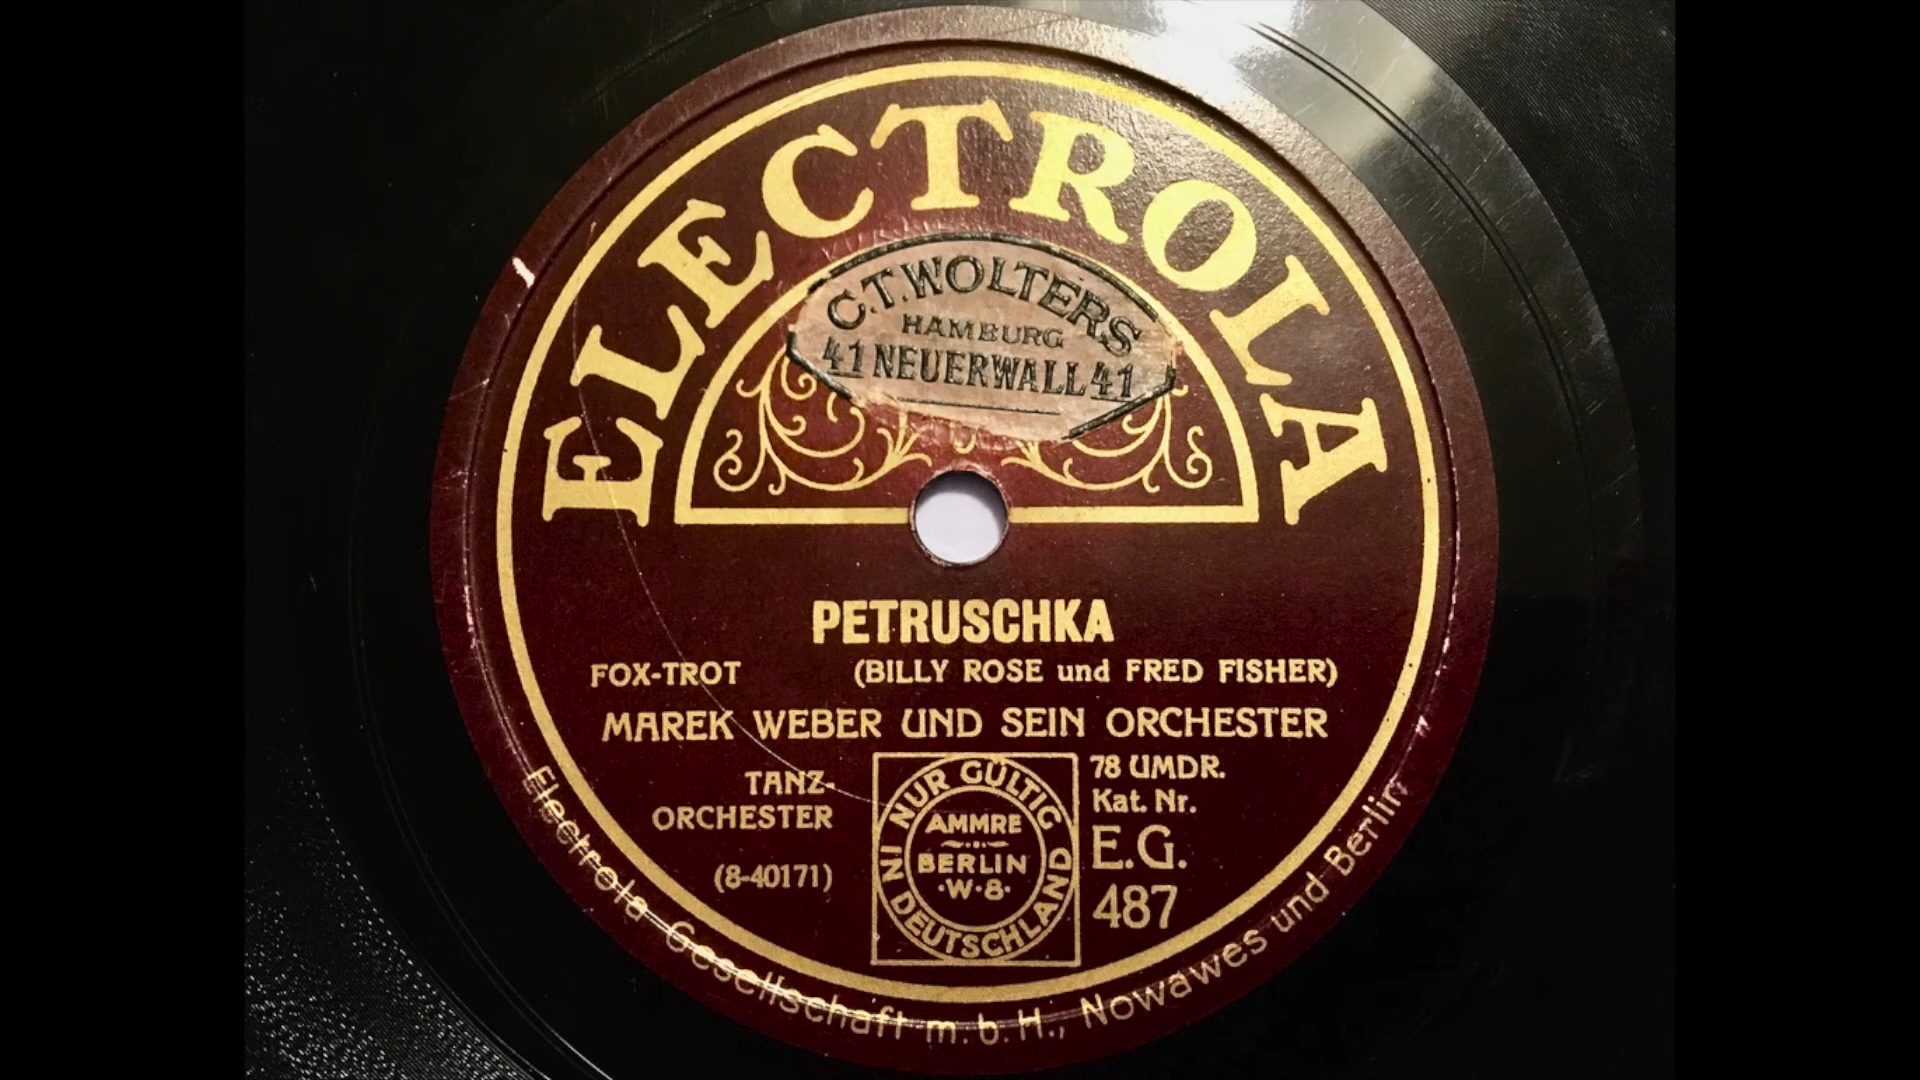 ELECTROLA
C.T. WOLTERS
HAMBURG
41 NEUERWALL 41
PETRUSCHKA
FOX-TROT (BILLY ROSE und FRED FISHER)
MAREK WEBER UND SEIN ORCHESTER
TANZ-
ORCHESTER
(8-40171)
NUR GÜLTIG
IN DEUTSCHLAND
AMMRE
BERLIN
·W·8·
78 UMDR.
Kat. Nr.
E.G.
487
Electrola Gesellschaft m. b. H., Nowawes und Berlin